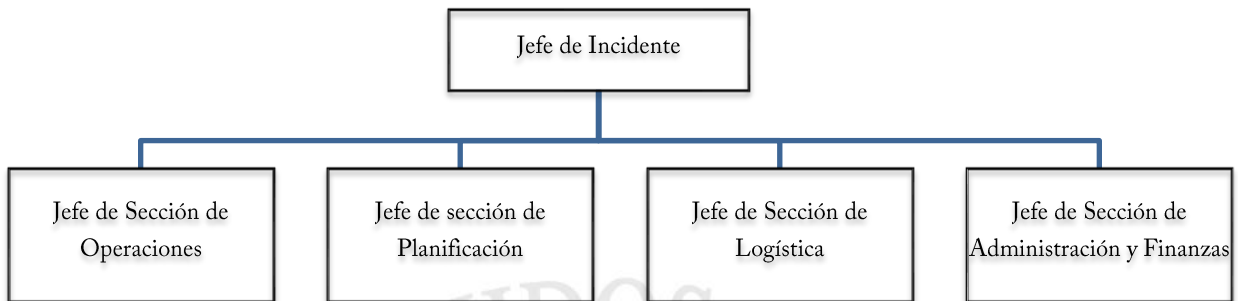 Jefe de Incidente
Jefe de Sección de
Operaciones
Jefe de sección de
Planificación
Jefe de Sección de
Logística
Jefe de Sección de
Administración y Finanzas